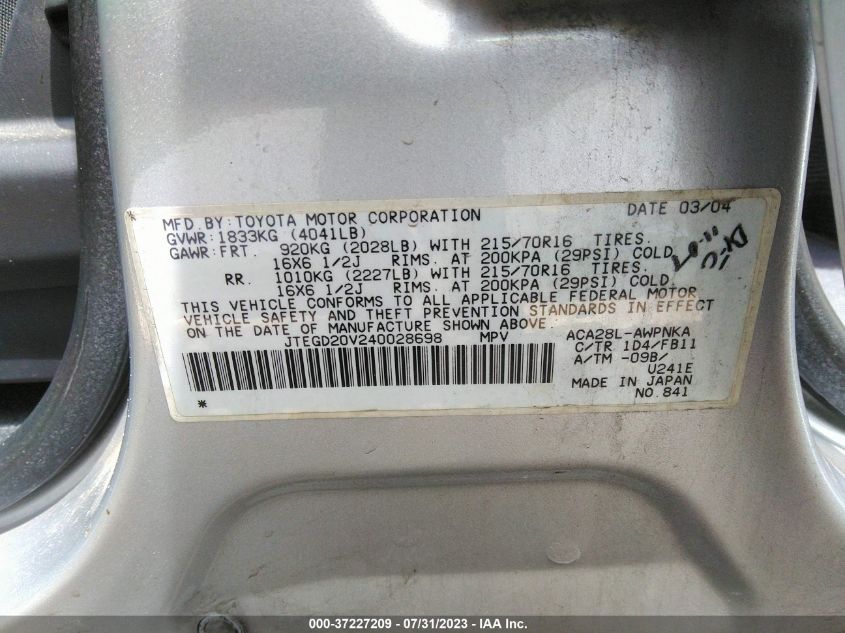 MFD. BY: TOYOTA MOTOR CORPORATION DATE 03/04
GVWR: 1833KG (4041LB)
GAWR: FRT. 920KG (2028LB) WITH 215/70R16 TIRES.
16X6 1/2J RIMS. AT 200KPA (29PSI) COLD
RR. 1010KG (2227LB) WITH 215/70R16 TIRES.
16X6 1/2J RIMS. AT 200KPA (29PSI) COLD.
THIS VEHICLE CONFORMS TO ALL APPLICABLE FEDERAL MOTOR
VEHICLE SAFETY AND THEFT PREVENTION STANDARDS IN EFFECT
ON THE DATE OF MANUFACTURE SHOWN ABOVE.
JTEGD20V240028698 MPV ACA28L-AWPNKA
C/TR 1D4/FB11
A/TM -09B/
U241E
MADE IN JAPAN
NO.841
000-37227209 - 07/31/2023 - IAAI Inc.